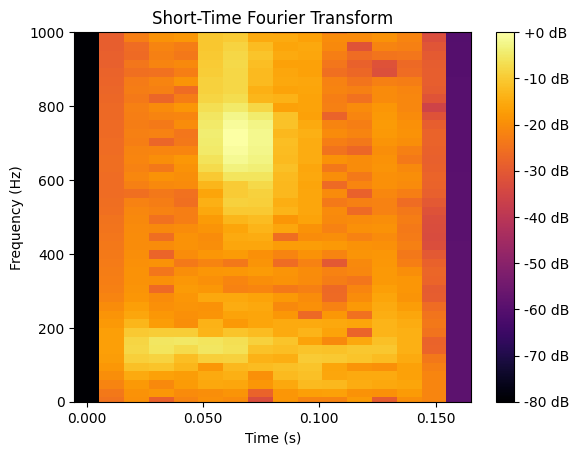 Short-Time Fourier Transform
1000
800
600
400
200
0
Frequency (Hz)
0.000
0.050
0.100
0.150
Time (s)
+0 dB
-10 dB
-20 dB
-30 dB
-40 dB
-50 dB
-60 dB
-70 dB
-80 dB